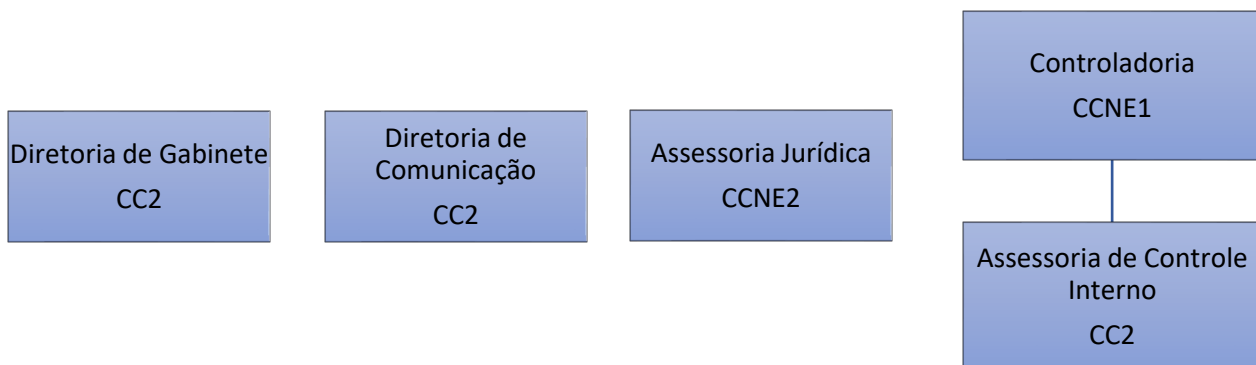 Diretoria de Gabinete
CC2
Diretoria de
Comunicação
CC2
Assessoria Jurídica
CCNE2
Controladoria
CCNE1
Assessoria de Controle
Interno
CC2